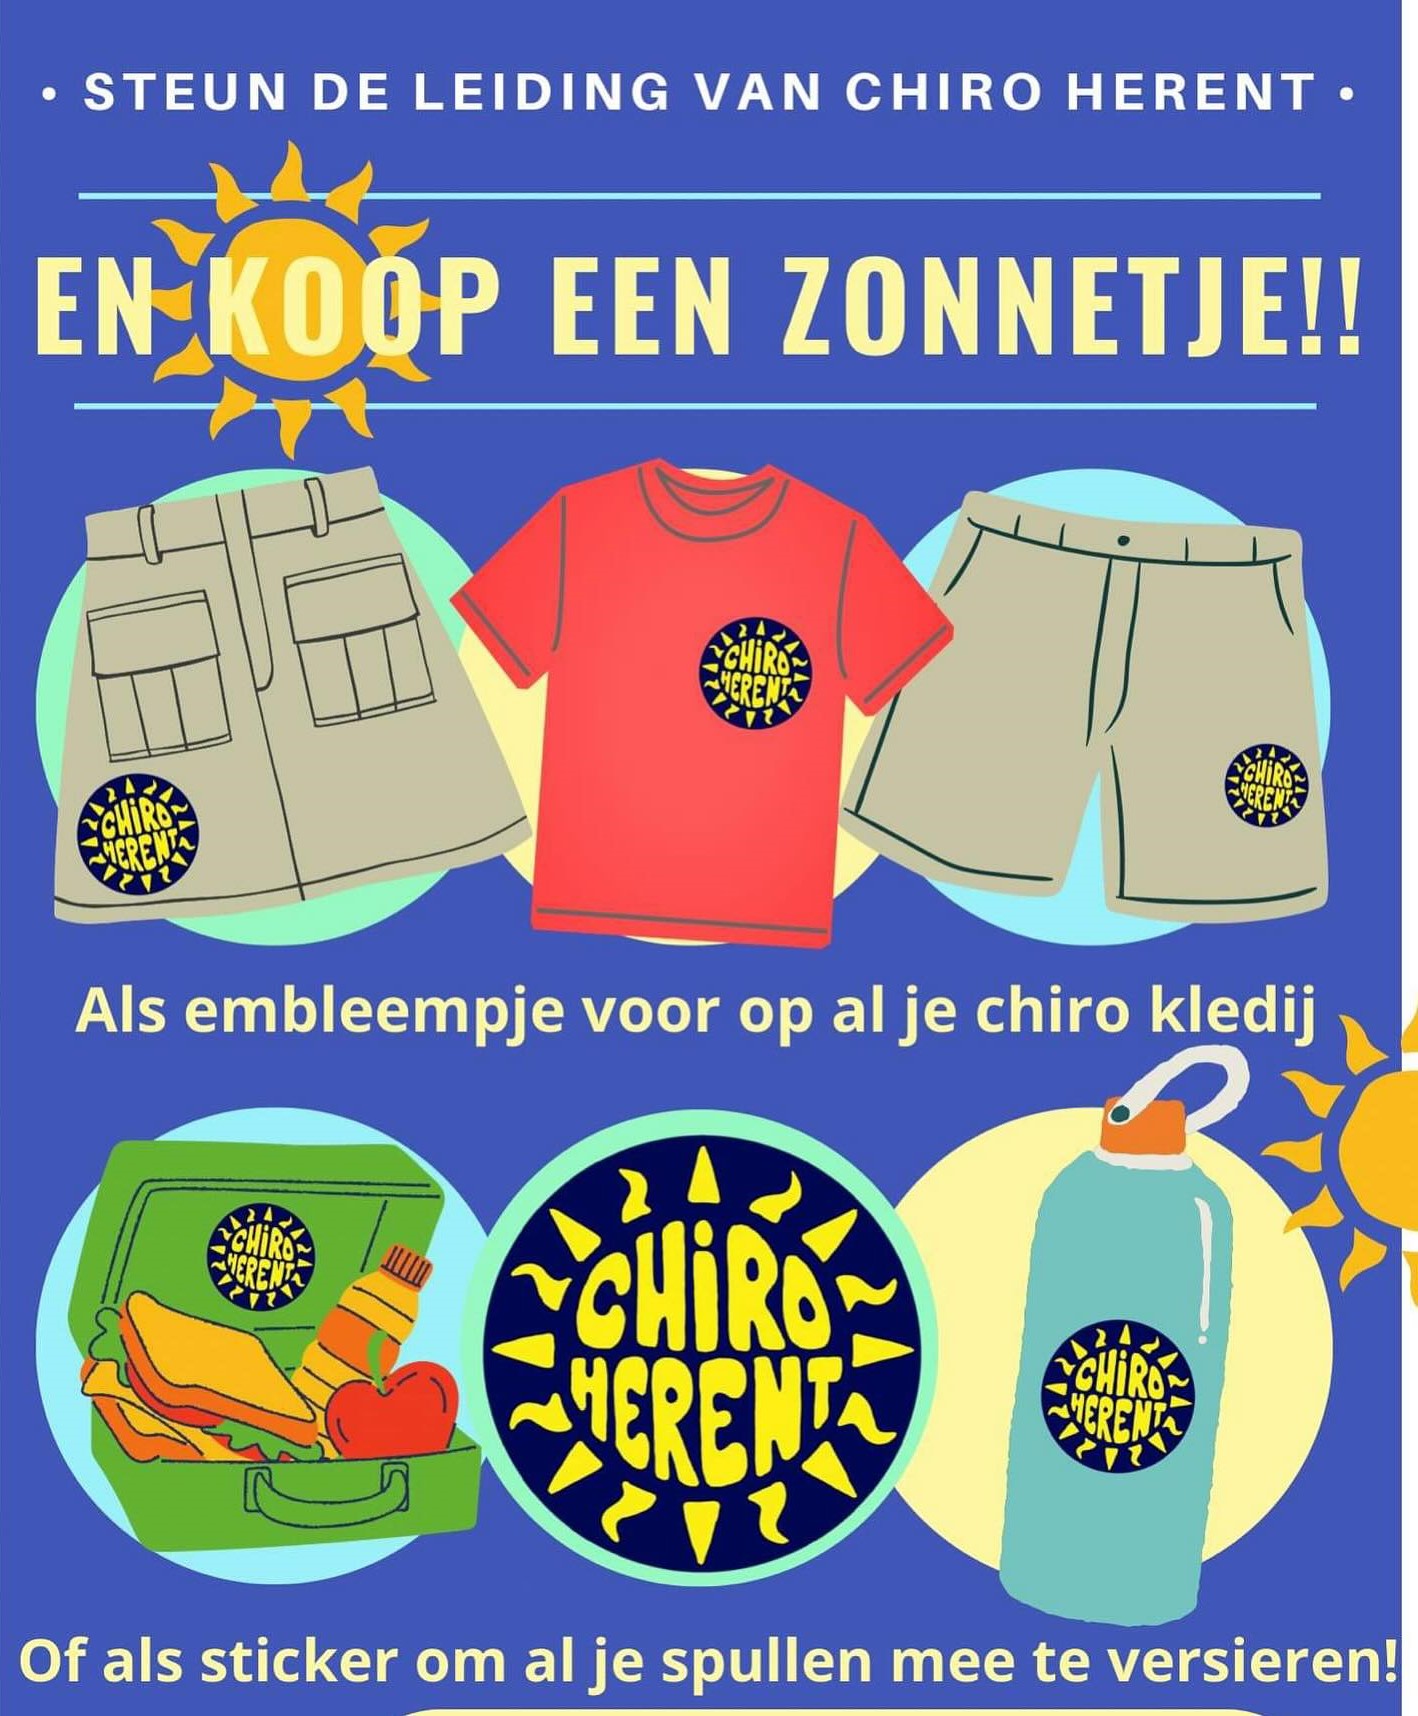 • STEUN DE LEIDING VAN CHIRO HERENT •
EN KOOP EEN ZONNETJE!!
CHiRO
HERENT
CHiRO
HERENT
CHiRO
HERENT
Als embleempje voor op al je chiro kledij
CHiRO
HERENT
CHiRO
HERENT
CHiRO
HERENT
Of als sticker om al je spullen mee te versieren!